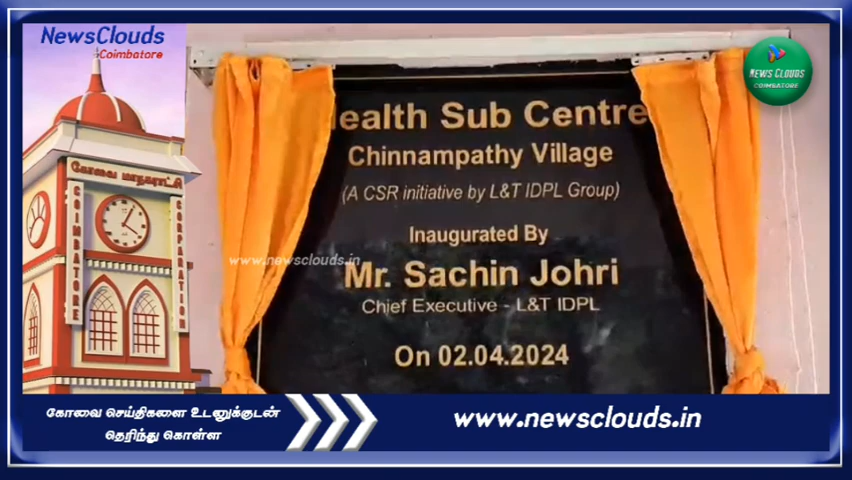 NewsClouds
Coimbatore
NEWS CLOUDS
COIMBATORE
கோவை மாநகராட்சி
COIMBATORE
CORPARATION
ealth Sub Centre
Chinnampathy Village
(A CSR initiative by L&T IDPL Group)
Inaugurated By
www.newsclouds.in
Mr. Sachin Johri
Chief Executive - L&T IDPL
On 02.04.2024
கோவை செய்திகளை உடனுக்குடன்
தெரிந்து கொள்ள
www.newsclouds.in